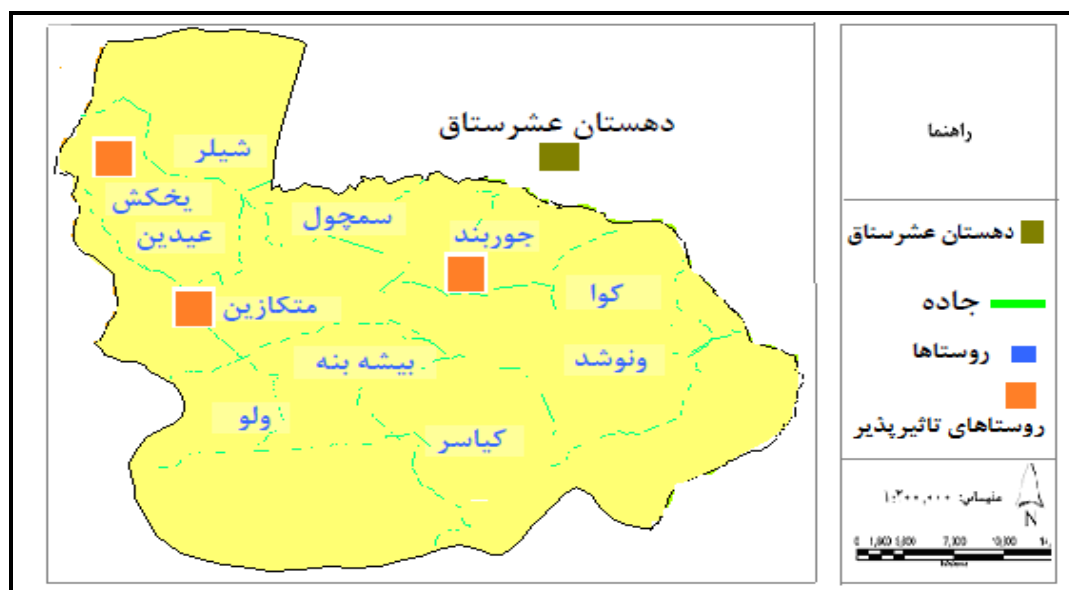 دهستان عشرستاق
شیلر
یخکش
عیدین
سمچول
جوربند
متکازین
کوا
بیشه بنه
ونوشد
ولو
کیاسر
راهنما
دهستان عشرستاق
جاده
روستاها
روستاهای تاثیرپذیر
مقیاس: ۱:۲۰۰,۰۰۰
N